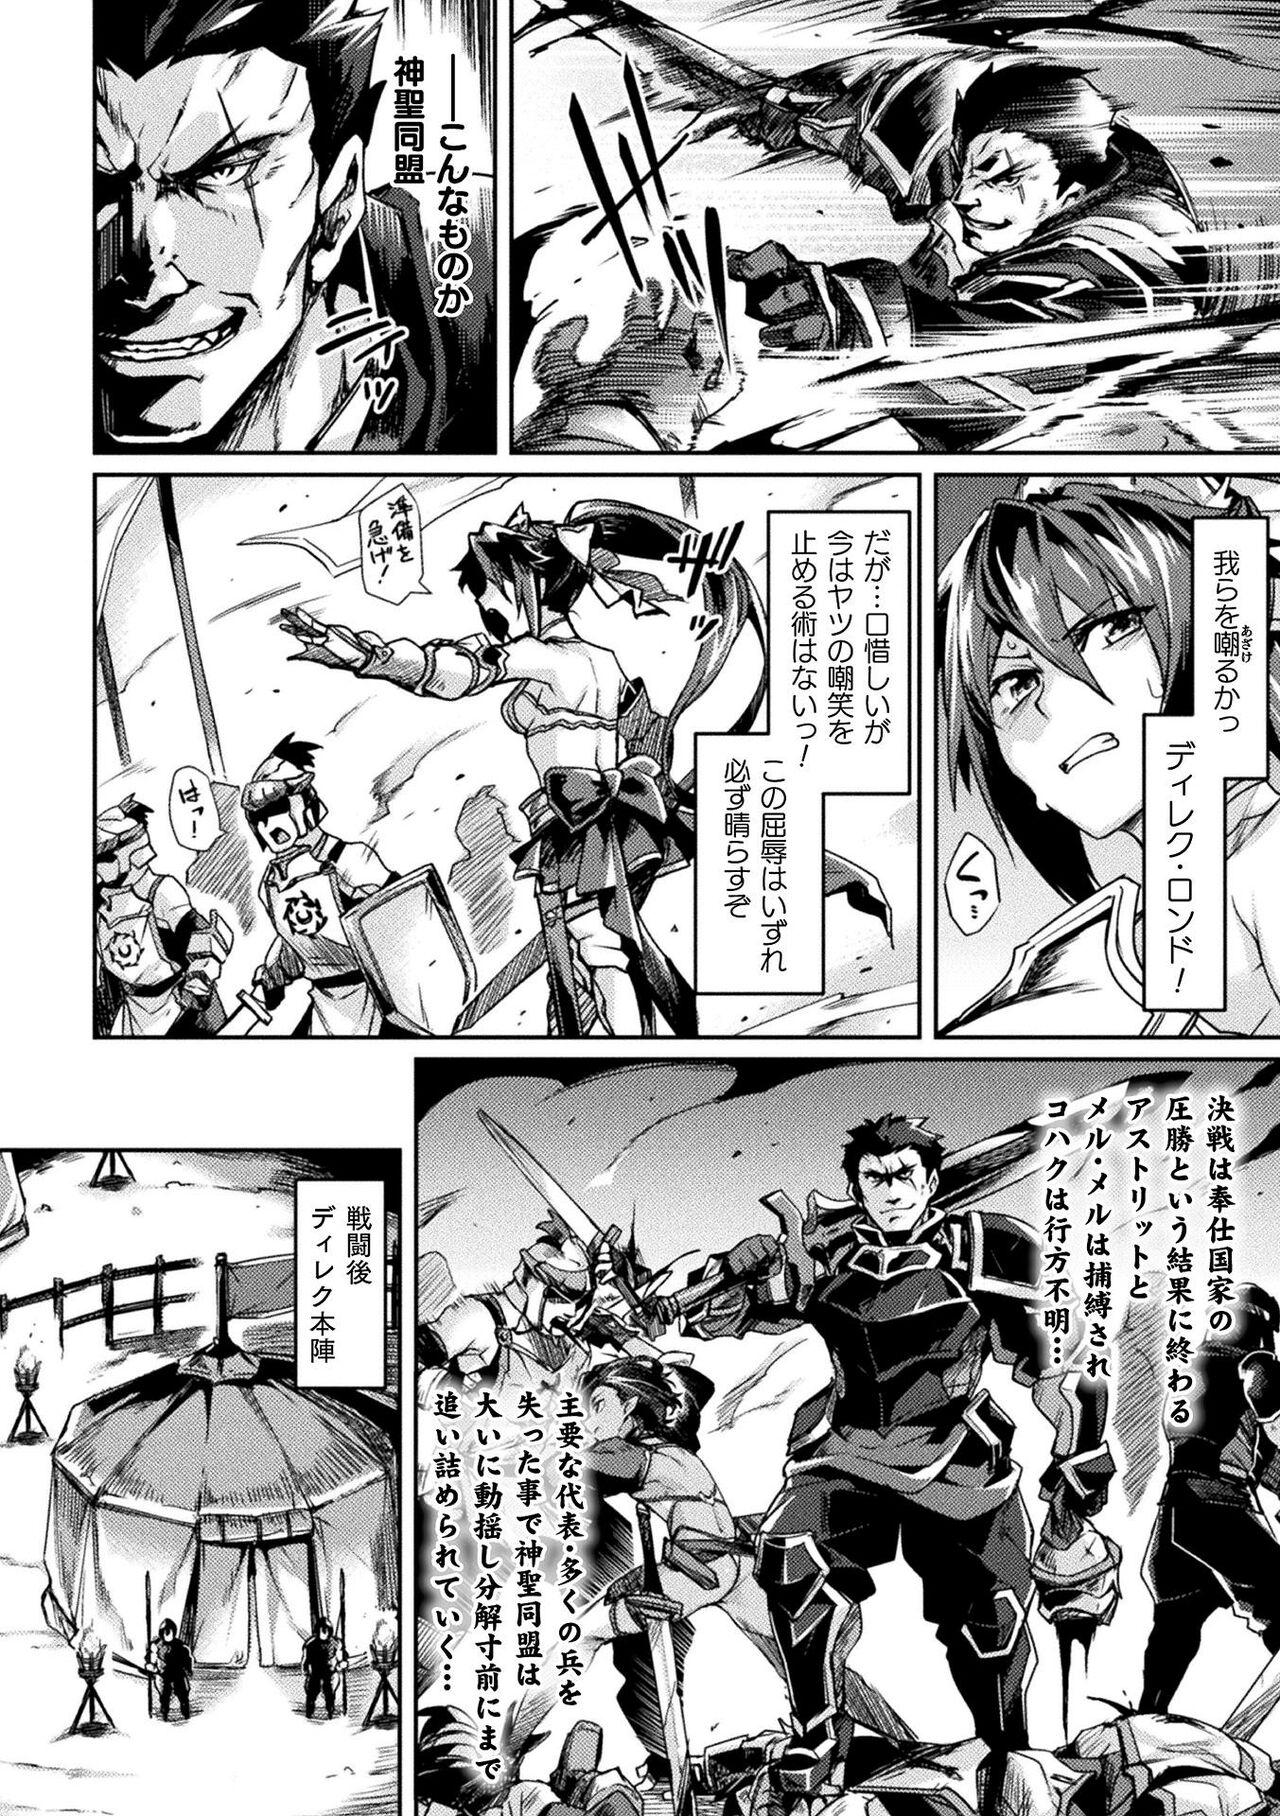 ――こんなものか
神聖同盟
ニイッ
我らを嘲るかっ
あざけ
ディレク・ロンド！
くっ…
だが…口惜しいが
今はヤツの嘲笑を
止める術はないっ！
この屈辱はいずれ
必ず晴らすぞ
準備を
急げ！
はっ！
決戦は奉仕国家の
圧勝という結果に終わる
アストリットと
メル・メルは捕縛され
コハクは行方不明…
主要な代表・多くの兵を
失った事で神聖同盟は
大いに動揺し分解寸前にまで
追い詰められていく…
戦闘後
ディレク本陣